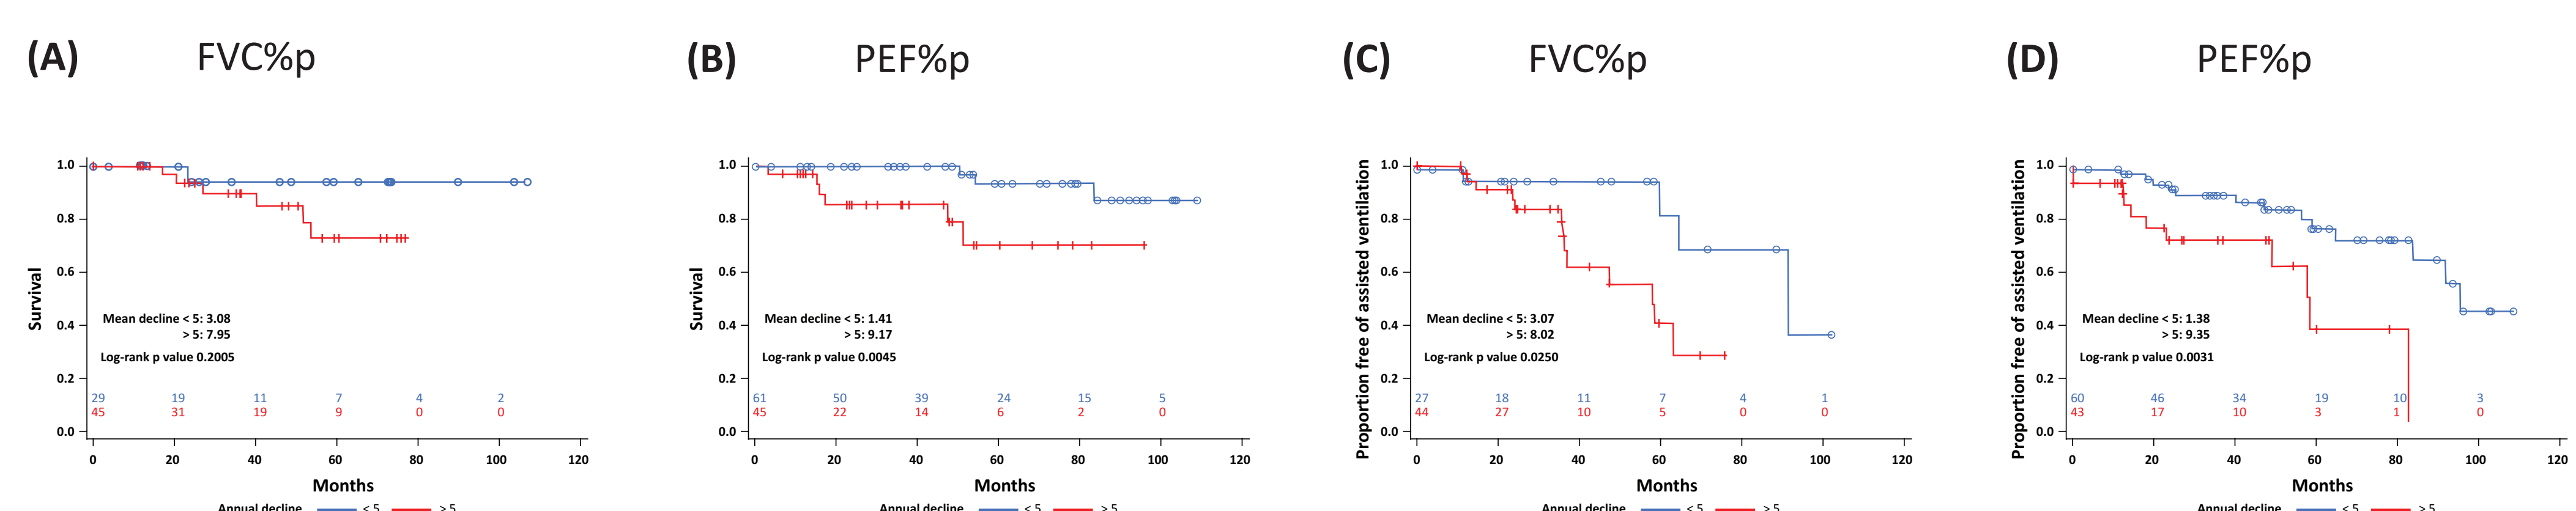 (A) FVC%p
Survival
1.0
0.8
0.6
0.4
0.2
0.0
Mean decline < 5: 3.08
> 5: 7.95
Log-rank p value 0.2005
29 19 11 7 4 2
45 31 19 9 0 0
0 20 40 60 80 100 120
Months
Annual decline < 5 > 5
(B) PEF%p
Survival
1.0
0.8
0.6
0.4
0.2
0.0
Mean decline < 5: 1.41
> 5: 9.17
Log-rank p value 0.0045
61 50 39 24 15 5
45 22 14 6 2 0
0 20 40 60 80 100 120
Months
Annual decline < 5 > 5
(C) FVC%p
Proportion free of assisted ventilation
1.0
0.8
0.6
0.4
0.2
0.0
Mean decline < 5: 3.07
> 5: 8.02
Log-rank p value 0.0250
27 18 11 7 4 1
44 27 10 5 0 0
0 20 40 60 80 100 120
Months
Annual decline < 5 > 5
(D) PEF%p
Proportion free of assisted ventilation
1.0
0.8
0.6
0.4
0.2
0.0
Mean decline < 5: 1.38
> 5: 9.35
Log-rank p value 0.0031
60 46 34 19 10 3
43 17 10 3 1 0
0 20 40 60 80 100 120
Months
Annual decline < 5 > 5